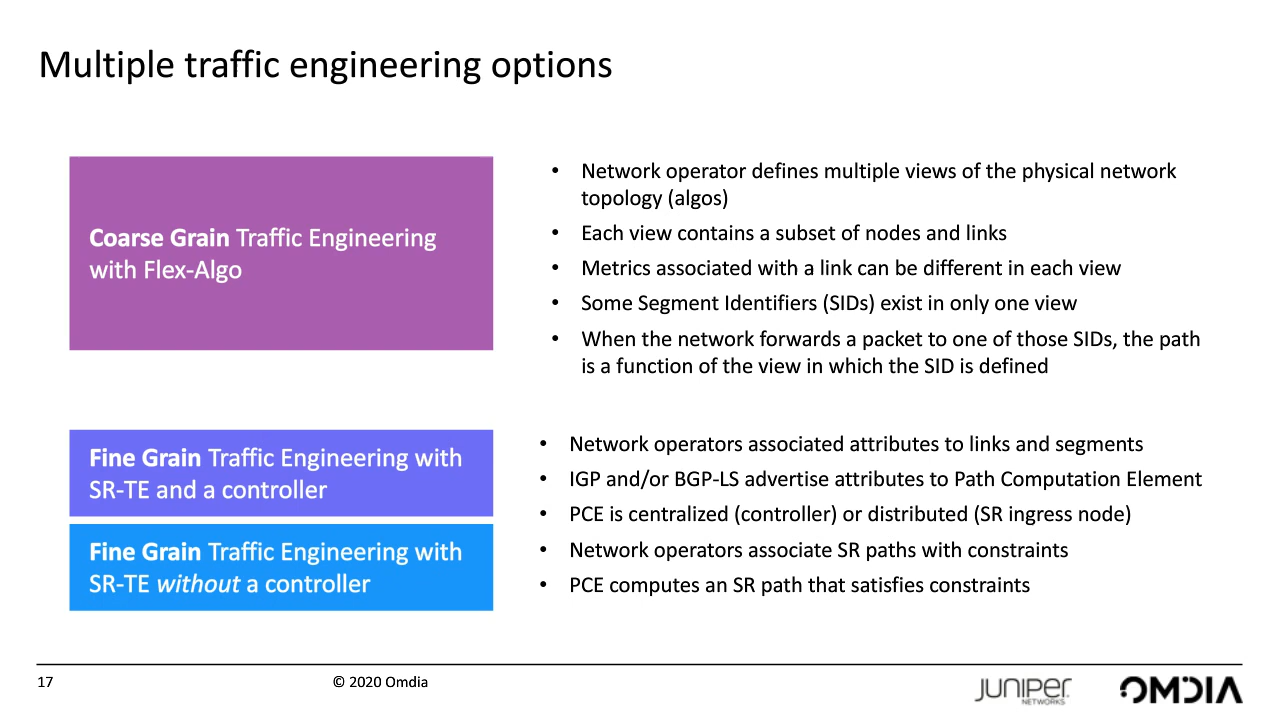 Multiple traffic engineering options
Coarse Grain Traffic Engineering
with Flex-Algo
• Network operator defines multiple views of the physical network
topology (algos)
• Each view contains a subset of nodes and links
• Metrics associated with a link can be different in each view
• Some Segment Identifiers (SIDs) exist in only one view
• When the network forwards a packet to one of those SIDs, the path
is a function of the view in which the SID is defined
Fine Grain Traffic Engineering with
SR-TE and a controller
Fine Grain Traffic Engineering with
SR-TE without a controller
• Network operators associated attributes to links and segments
• IGP and/or BGP-LS advertise attributes to Path Computation Element
• PCE is centralized (controller) or distributed (SR ingress node)
• Network operators associate SR paths with constraints
• PCE computes an SR path that satisfies constraints
17
© 2020 Omdia
JUNIPER
NETWORKS
OMDIA